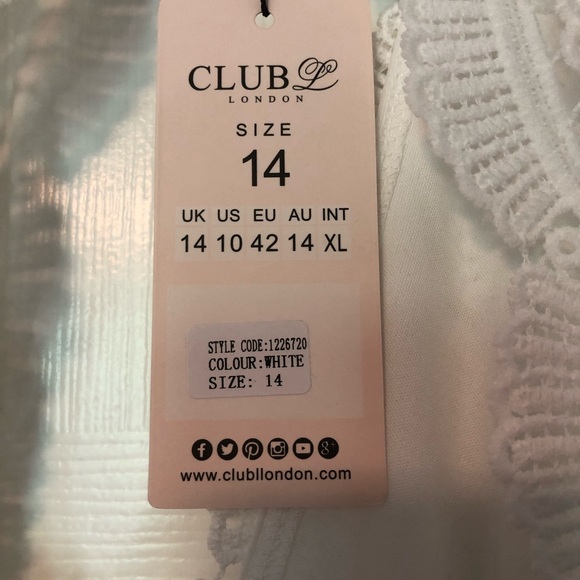 CLUB L
LONDON
SIZE
14
UK US EU AU INT
14 10 42 14 XL
STYLE CODE:1226720
COLOUR:WHITE
SIZE: 14
www.clubllondon.com